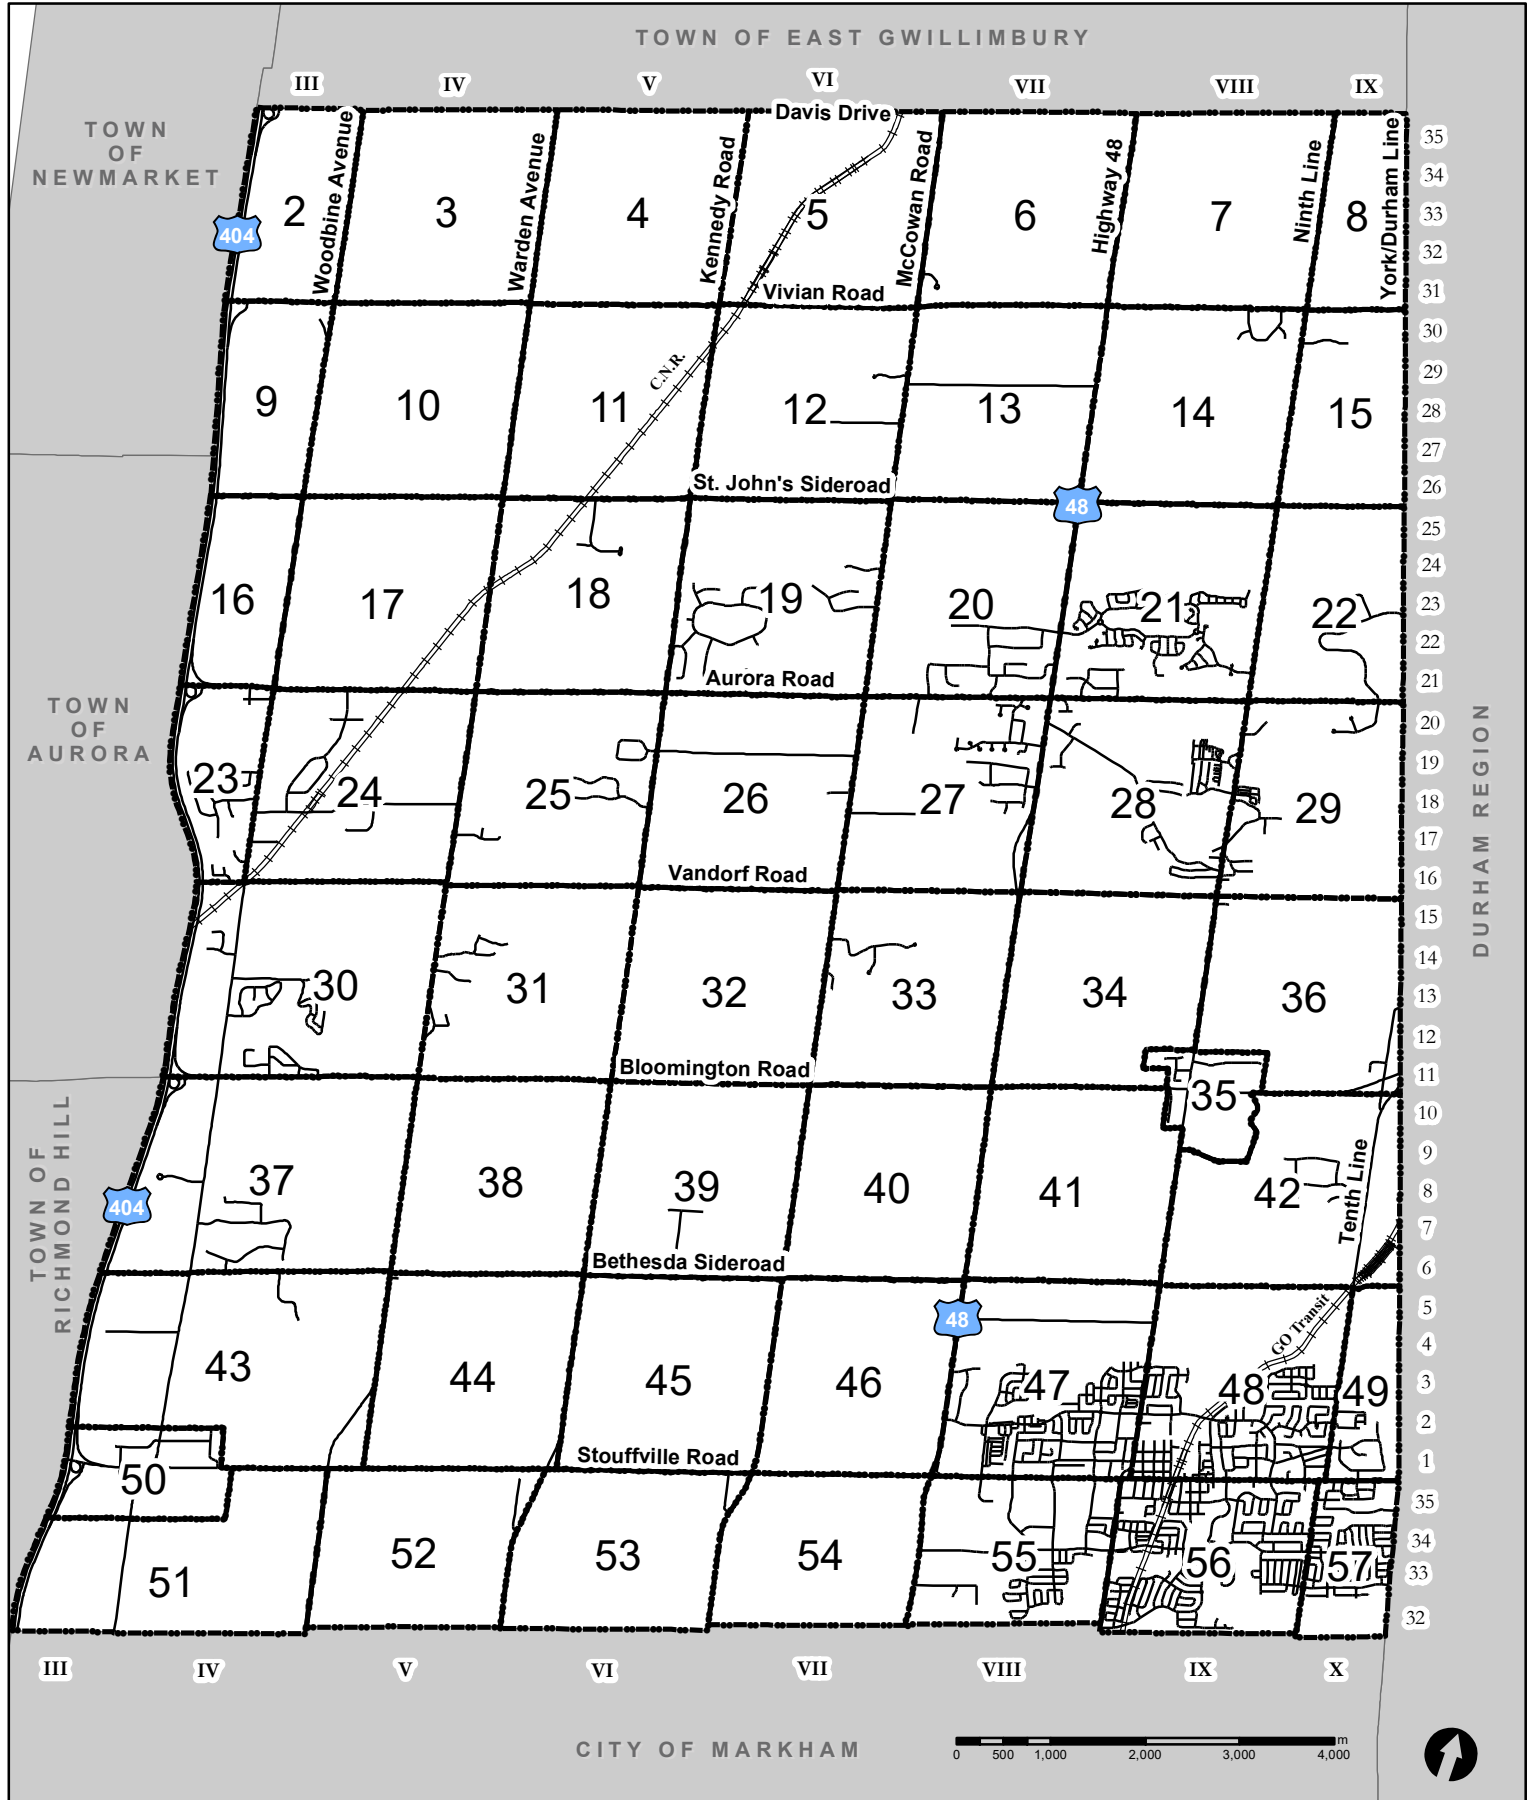 TOWN OF EAST GWILLIMBURY
III IV V VI VII VIII IX
Davis Drive
TOWN
OF
NEWMARKET
404
Woodbine Avenue
Warden Avenue
Kennedy Road
McCowan Road
Highway 48
Ninth Line
York/Durham Line
2 3 4 5 6 7 8
35
34
33
32
31
Vivian Road
C.N.R.
9 10 11 12 13 14 15
30
29
28
27
26
St. John's Sideroad
48
16 17 18 19 20 21 22
25
24
23
22
21
Aurora Road
TOWN
OF
AURORA
23 24 25 26 27 28 29
20
19
18
17
16
DURHAM REGION
Vandorf Road
30 31 32 33 34 36
15
14
13
12
11
Bloomington Road
35
TOWN OF
RICHMOND HILL
404
37 38 39 40 41 42
Tenth Line
10
9
8
7
6
Bethesda Sideroad
48
GO Transit
43 44 45 46 47 48 49
5
4
3
2
1
Stouffville Road
50
51 52 53 54 55 56 57
35
34
33
32
III IV V VI VII VIII IX X
CITY OF MARKHAM
m
0 500 1,000 2,000 3,000 4,000